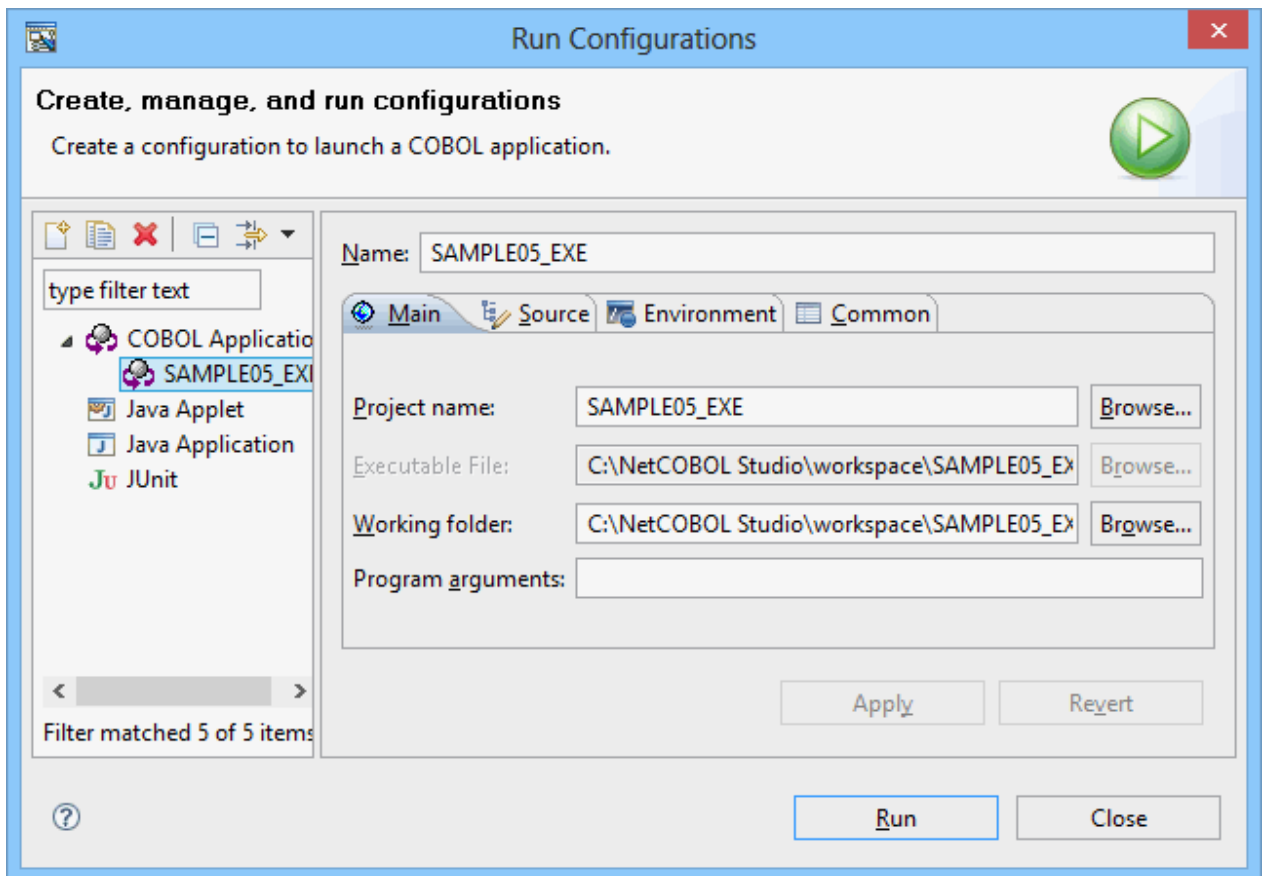 Run Configurations
Create, manage, and run configurations
Create a configuration to launch a COBOL application.
type filter text
COBOL Applicatio
SAMPLE05_EXI
Java Applet
Java Application
JU JUnit
Filter matched 5 of 5 items
Name: SAMPLE05_EXE
Main Source Environment Common
Project name: SAMPLE05_EXE Browse...
Executable File: C:\NetCOBOL Studio\workspace\SAMPLE05_EX Browse...
Working folder: C:\NetCOBOL Studio\workspace\SAMPLE05_EX Browse...
Program arguments:
Apply Revert
Run Close